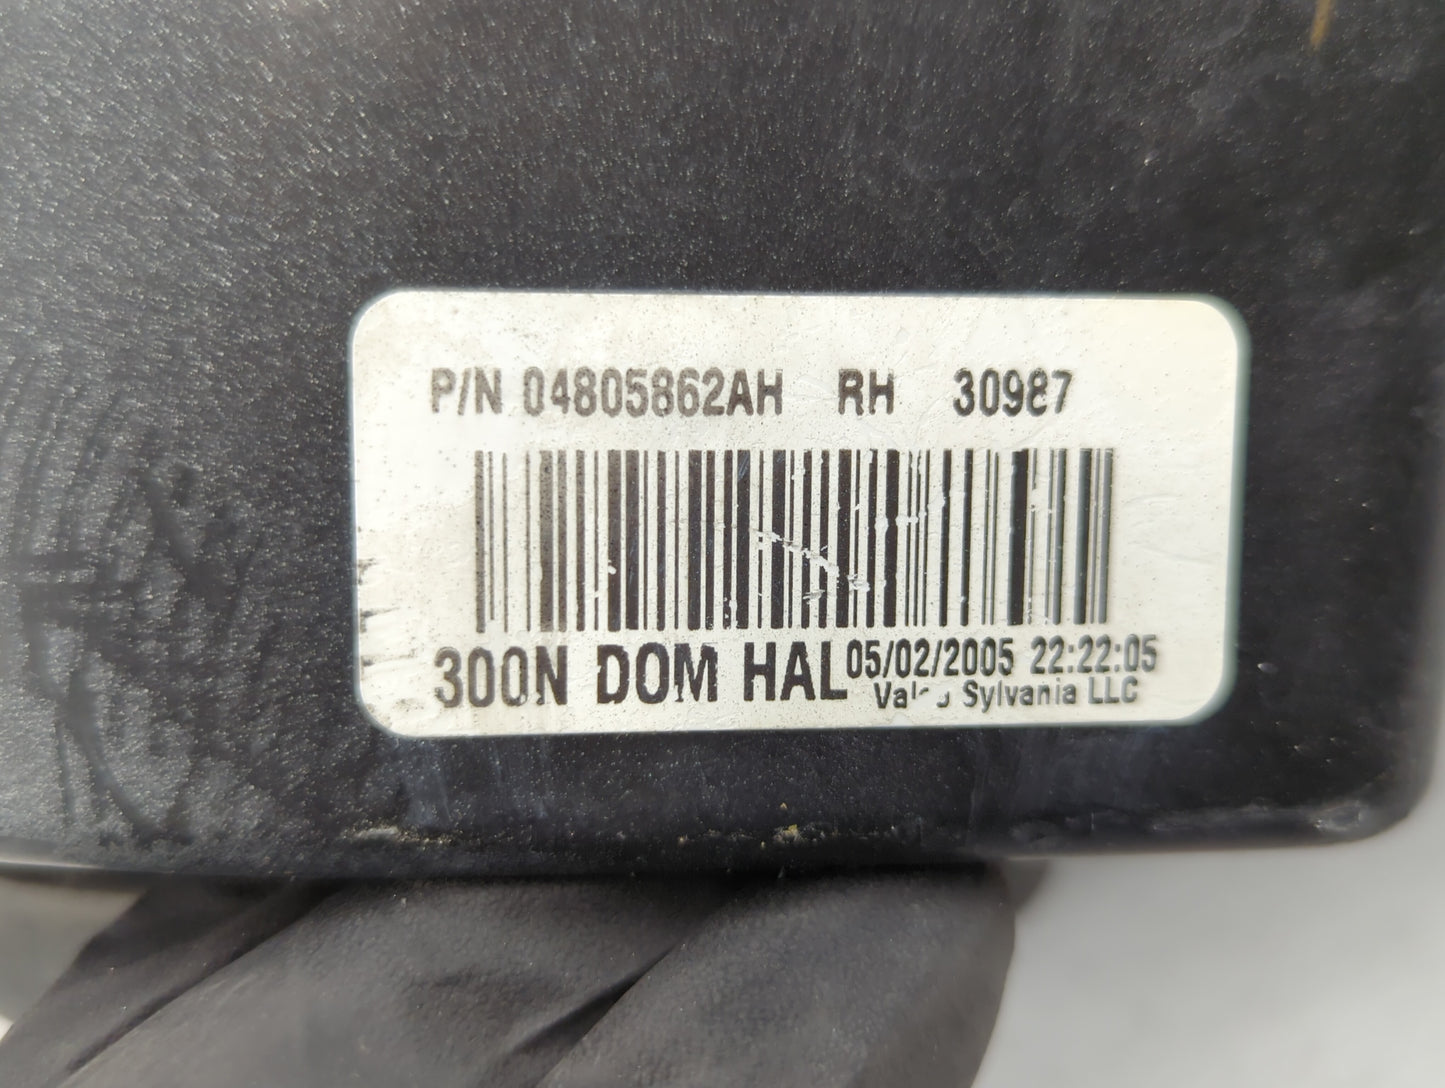 P/N 04805862AH RH 30987
300N DOM HAL 05/02/2005 22:22:05
Sylvania LLC